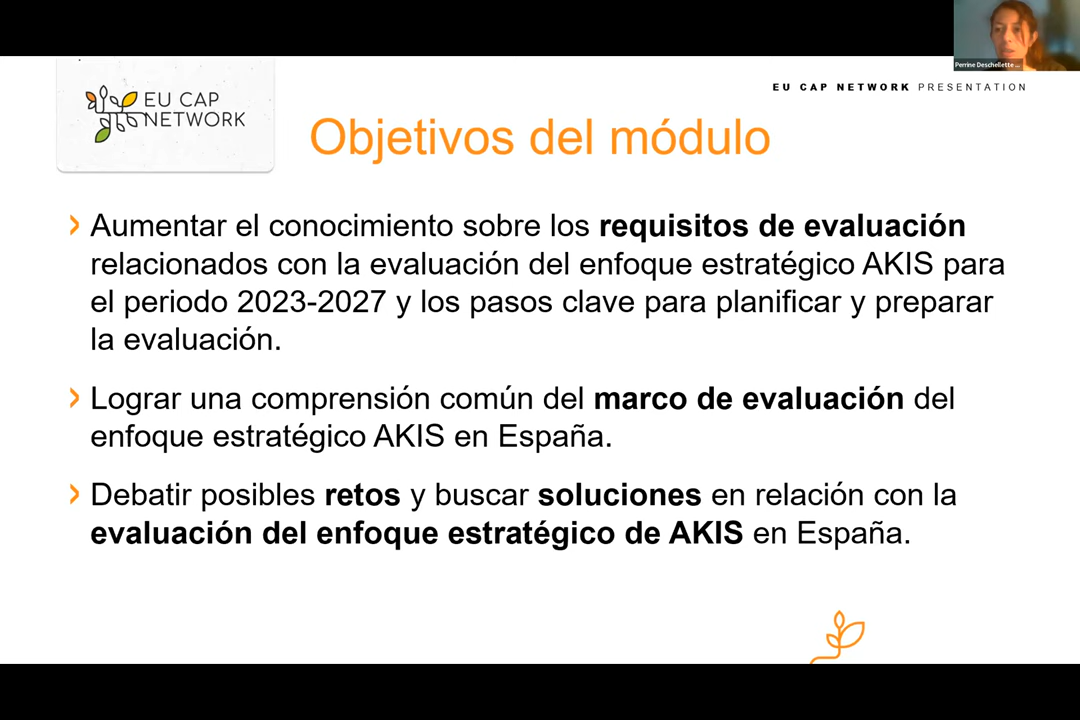 Perrine Deschellette ...
EU CAP NETWORK PRESENTATION
EU CAP
NETWORK
Objetivos del módulo
Aumentar el conocimiento sobre los requisitos de evaluación
relacionados con la evaluación del enfoque estratégico AKIS para
el periodo 2023-2027 y los pasos clave para planificar y preparar
la evaluación.
Lograr una comprensión común del marco de evaluación del
enfoque estratégico AKIS en España.
Debatir posibles retos y buscar soluciones en relación con la
evaluación del enfoque estratégico de AKIS en España.